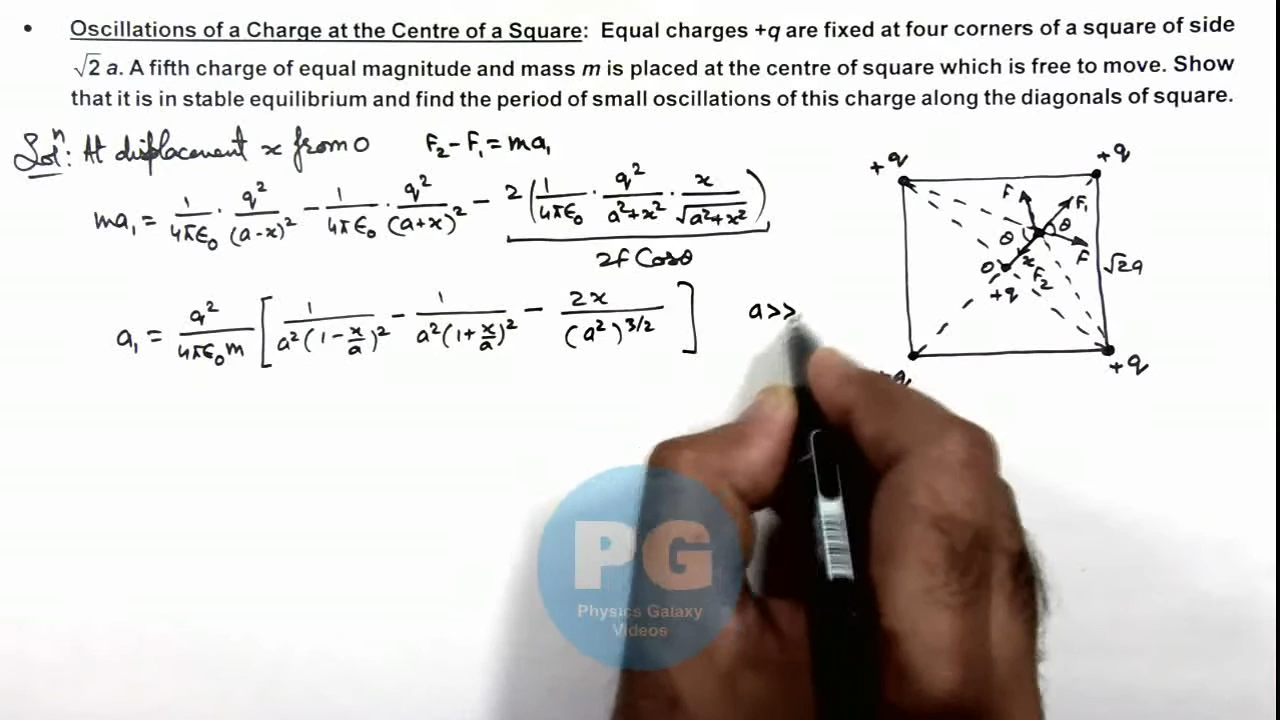 • Oscillations of a Charge at the Centre of a Square: Equal charges +q are fixed at four corners of a square of side
√2 a. A fifth charge of equal magnitude and mass m is placed at the centre of square which is free to move. Show
that it is in stable equilibrium and find the period of small oscillations of this charge along the diagonals of square.
Solⁿ: At displacement x from O F₂ - F₁ = ma₁
ma₁ = 1/4πε₀ · q²/(a-x)² - 1/4πε₀ · q²/(a+x)² - 2(1/4πε₀ · q²/a²+x² · x/√a²+x²)
2F Cosθ
a₁ = q²/4πε₀m [1/a²(1-x/a)² - 1/a²(1+x/a)² - 2x/(a²)^3/2] a>>
+q +q
F F₁
θ θ
F
O x F₂ √2a
+q
+q
+q
PG
Physics Galaxy
Videos